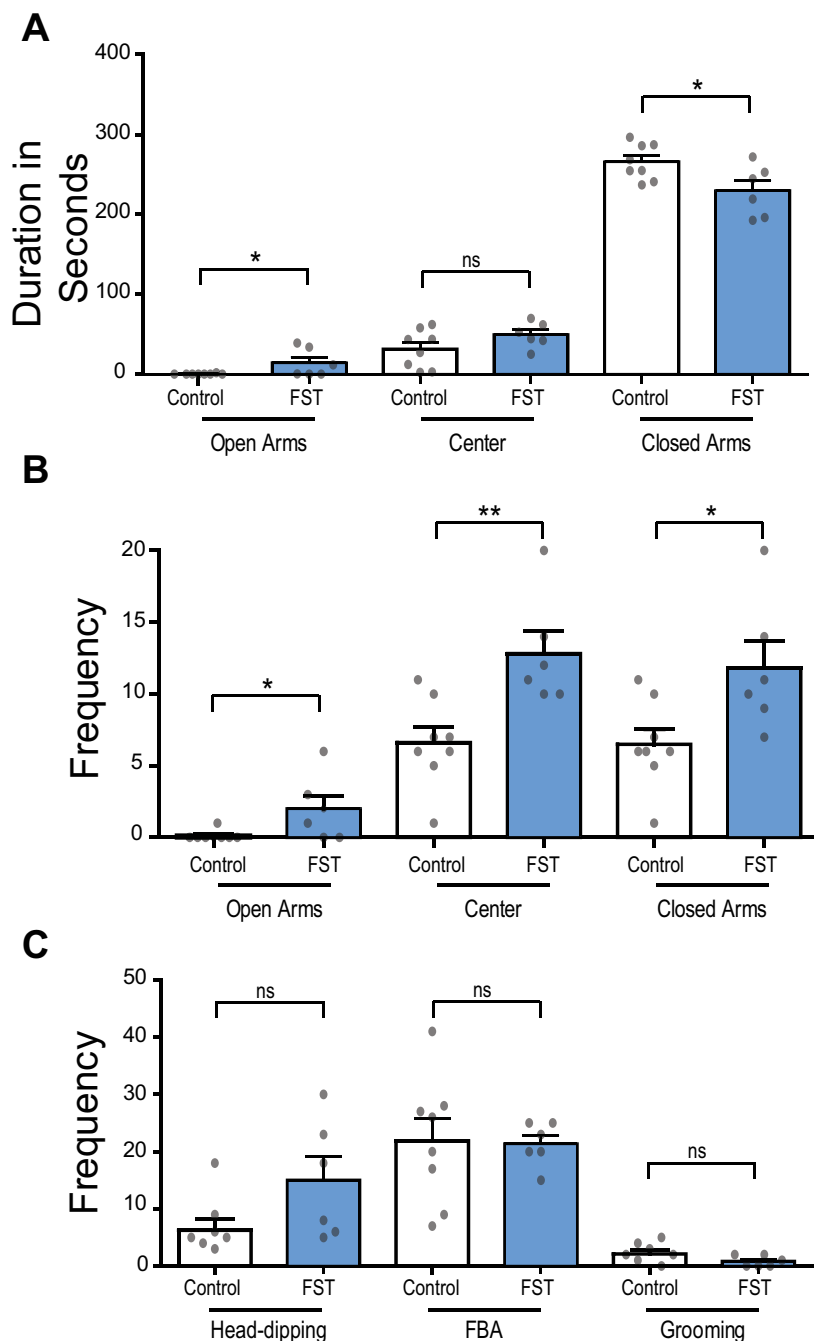 A
400
300
200
100
0
Duration in
Seconds
*
ns
*
Control FST Control FST Control FST
Open Arms Center Closed Arms
B
20
15
10
5
0
Frequency
*
**
*
Control FST Control FST Control FST
Open Arms Center Closed Arms
C
50
40
30
20
10
0
Frequency
ns
ns
ns
Control FST Control FST Control FST
Head-dipping FBA Grooming